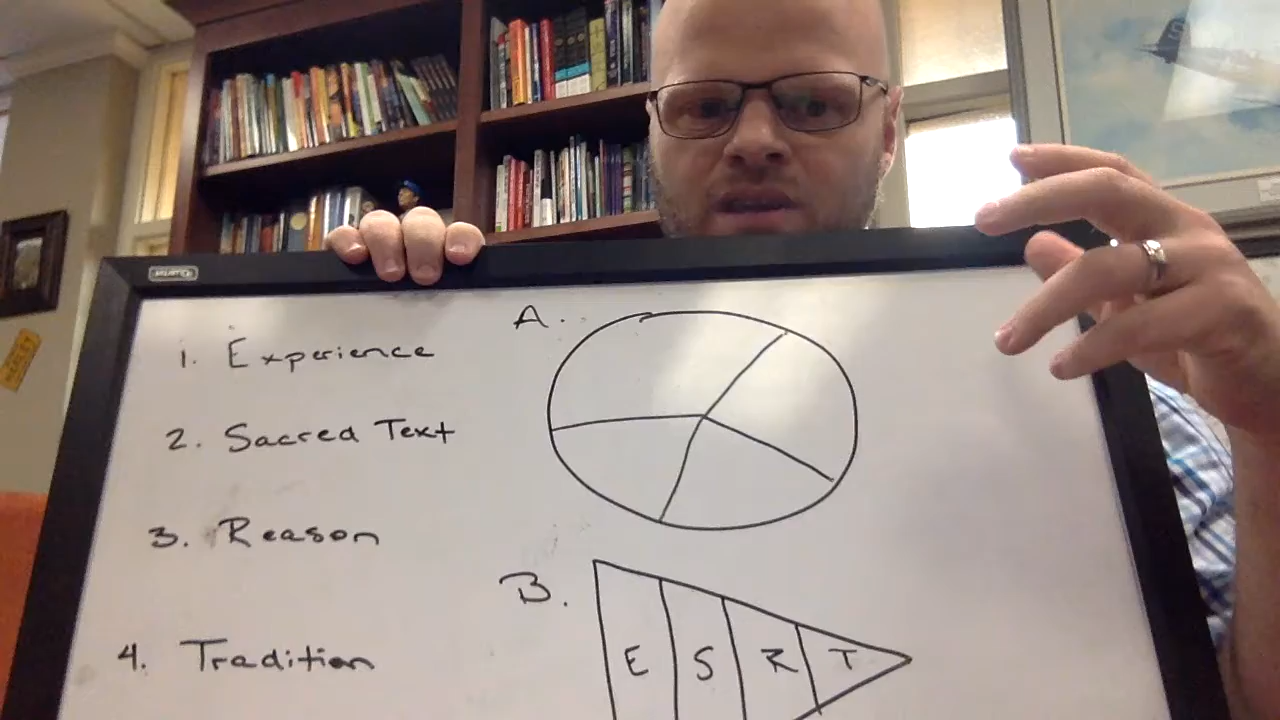 1. Experience
2. Sacred Text
3. Reason
4. Tradition
A.
B.
E S R T